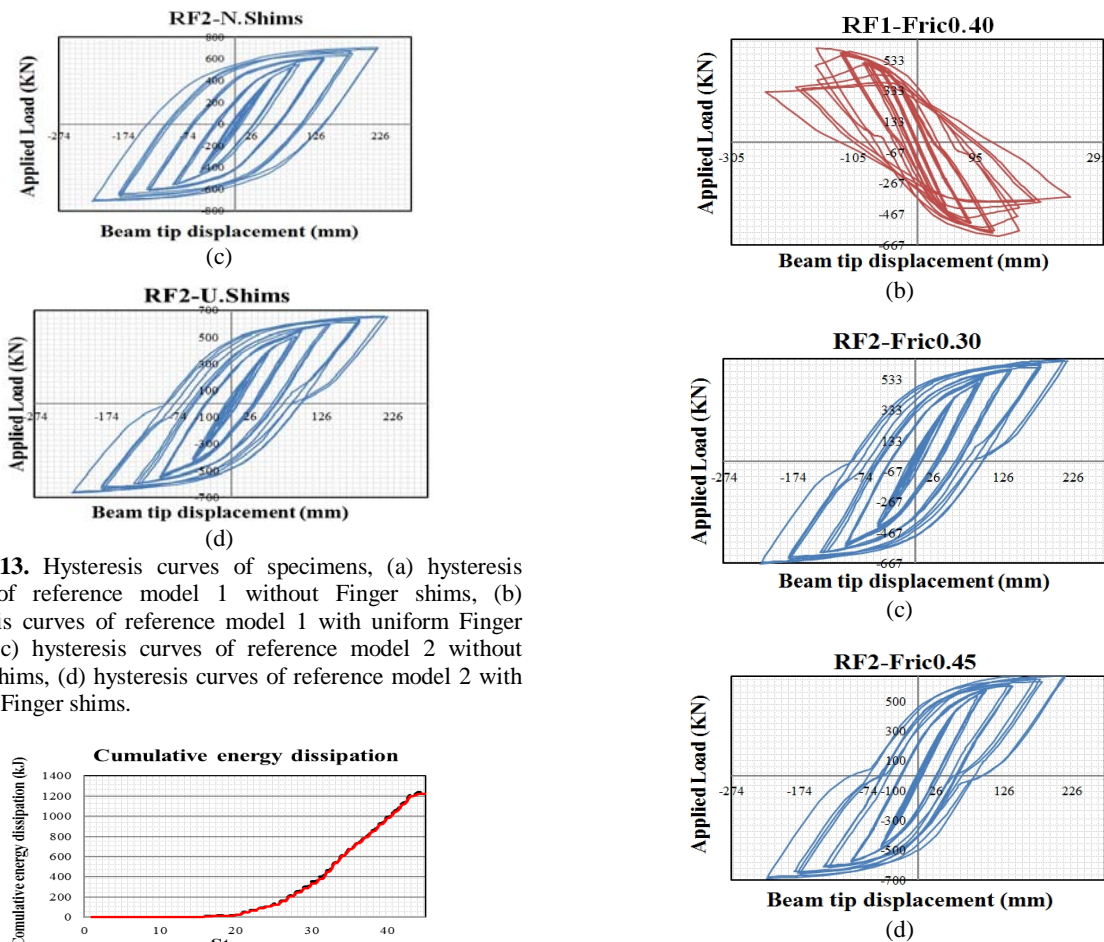 RF2-N.Shims
Applied Load (KN)
800
600
400
200
0
-200
-400
-600
-800
-274 -174 -74 26 126 226
Beam tip displacement (mm)
(c)
RF2-U.Shims
Applied Load (KN)
700
500
300
100
-100
-300
-500
-700
-274 -174 -74 26 126 226
Beam tip displacement (mm)
(d)
13. Hysteresis curves of specimens, (a) hysteresis
of reference model 1 without Finger shims, (b)
is curves of reference model 1 with uniform Finger
c) hysteresis curves of reference model 2 without
hims, (d) hysteresis curves of reference model 2 with
Finger shims.
Cumulative energy dissipation
Cumulative energy dissipation (kJ)
1400
1200
1000
800
600
400
200
0
0 10 20 30 40
RF1-Fric0.40
Applied Load (KN)
533
333
133
-67
-267
-467
-667
-305 -105 95 295
Beam tip displacement (mm)
(b)
RF2-Fric0.30
Applied Load (KN)
533
333
133
-67
-267
-467
-667
-274 -174 -74 26 126 226
Beam tip displacement (mm)
(c)
RF2-Fric0.45
Applied Load (KN)
500
300
100
-100
-300
-500
-700
-274 -174 -74 26 126 226
Beam tip displacement (mm)
(d)